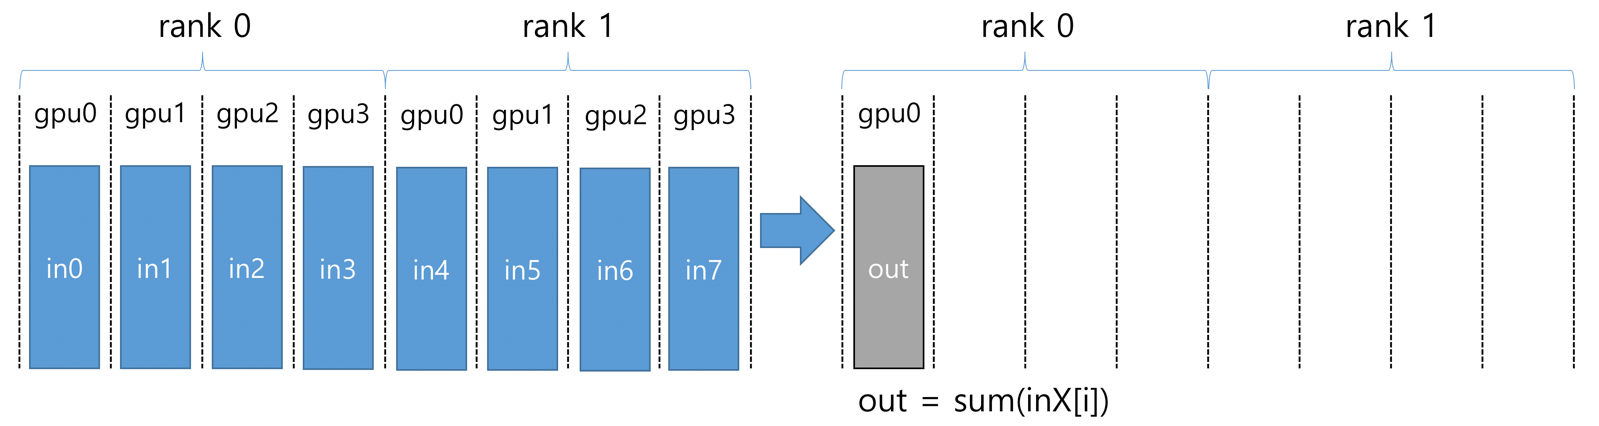 rank 0 rank 1 rank 0 rank 1
gpu0 gpu1 gpu2 gpu3 gpu0 gpu1 gpu2 gpu3 gpu0
in0 in1 in2 in3 in4 in5 in6 in7 out
out = sum(inX[i])